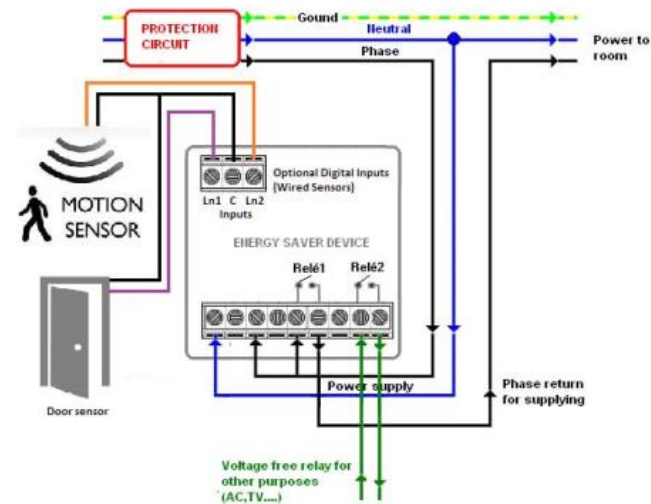 Gound
PROTECTION
CIRCUIT
Neutral
Phase
Power to
room
Optional Digital Inputs
(Wired Sensors)
Ln1 C Ln2
Inputs
MOTION
SENSOR
ENERGY SAVER DEVICE
Relé1 Relé2
Door sensor
Power supply
Phase return
for supplying
Voltage free relay for
other purposes
(AC,TV....)